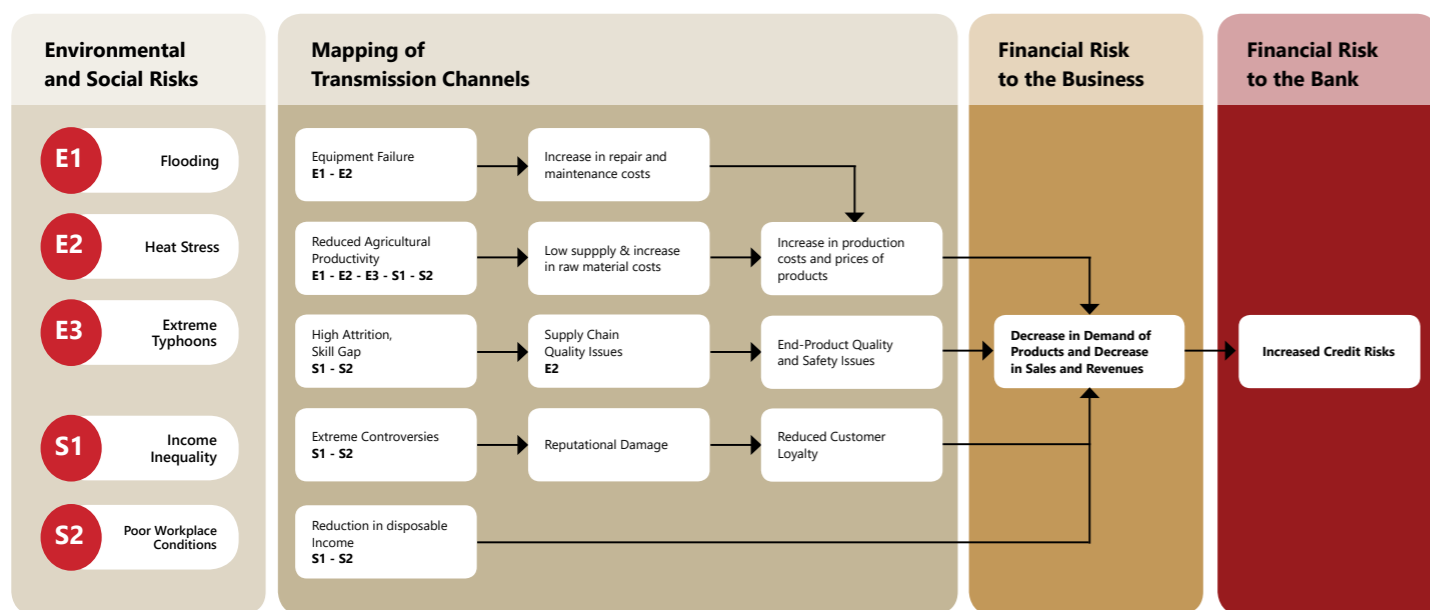 Environmental
and Social Risks
E1
Flooding
E2
Heat Stress
E3
Extreme
Typhoons
S1
Income
Inequality
S2
Poor Workplace
Conditions
Mapping of
Transmission Channels
Equipment Failure
E1 - E2
Increase in repair and
maintenance costs
Reduced Agricultural
Productivity
E1 - E2 - E3 - S1 - S2
Low suppply & increase
in raw material costs
Increase in production
costs and prices of
products
High Attrition,
Skill Gap
S1 - S2
Supply Chain
Quality Issues
E2
End-Product Quality
and Safety Issues
Extreme Controversies
S1 - S2
Reputational Damage
Reduced Customer
Loyalty
Reduction in disposable
Income
S1 - S2
Financial Risk
to the Business
Decrease in Demand of
Products and Decrease
in Sales and Revenues
Financial Risk
to the Bank
Increased Credit Risks